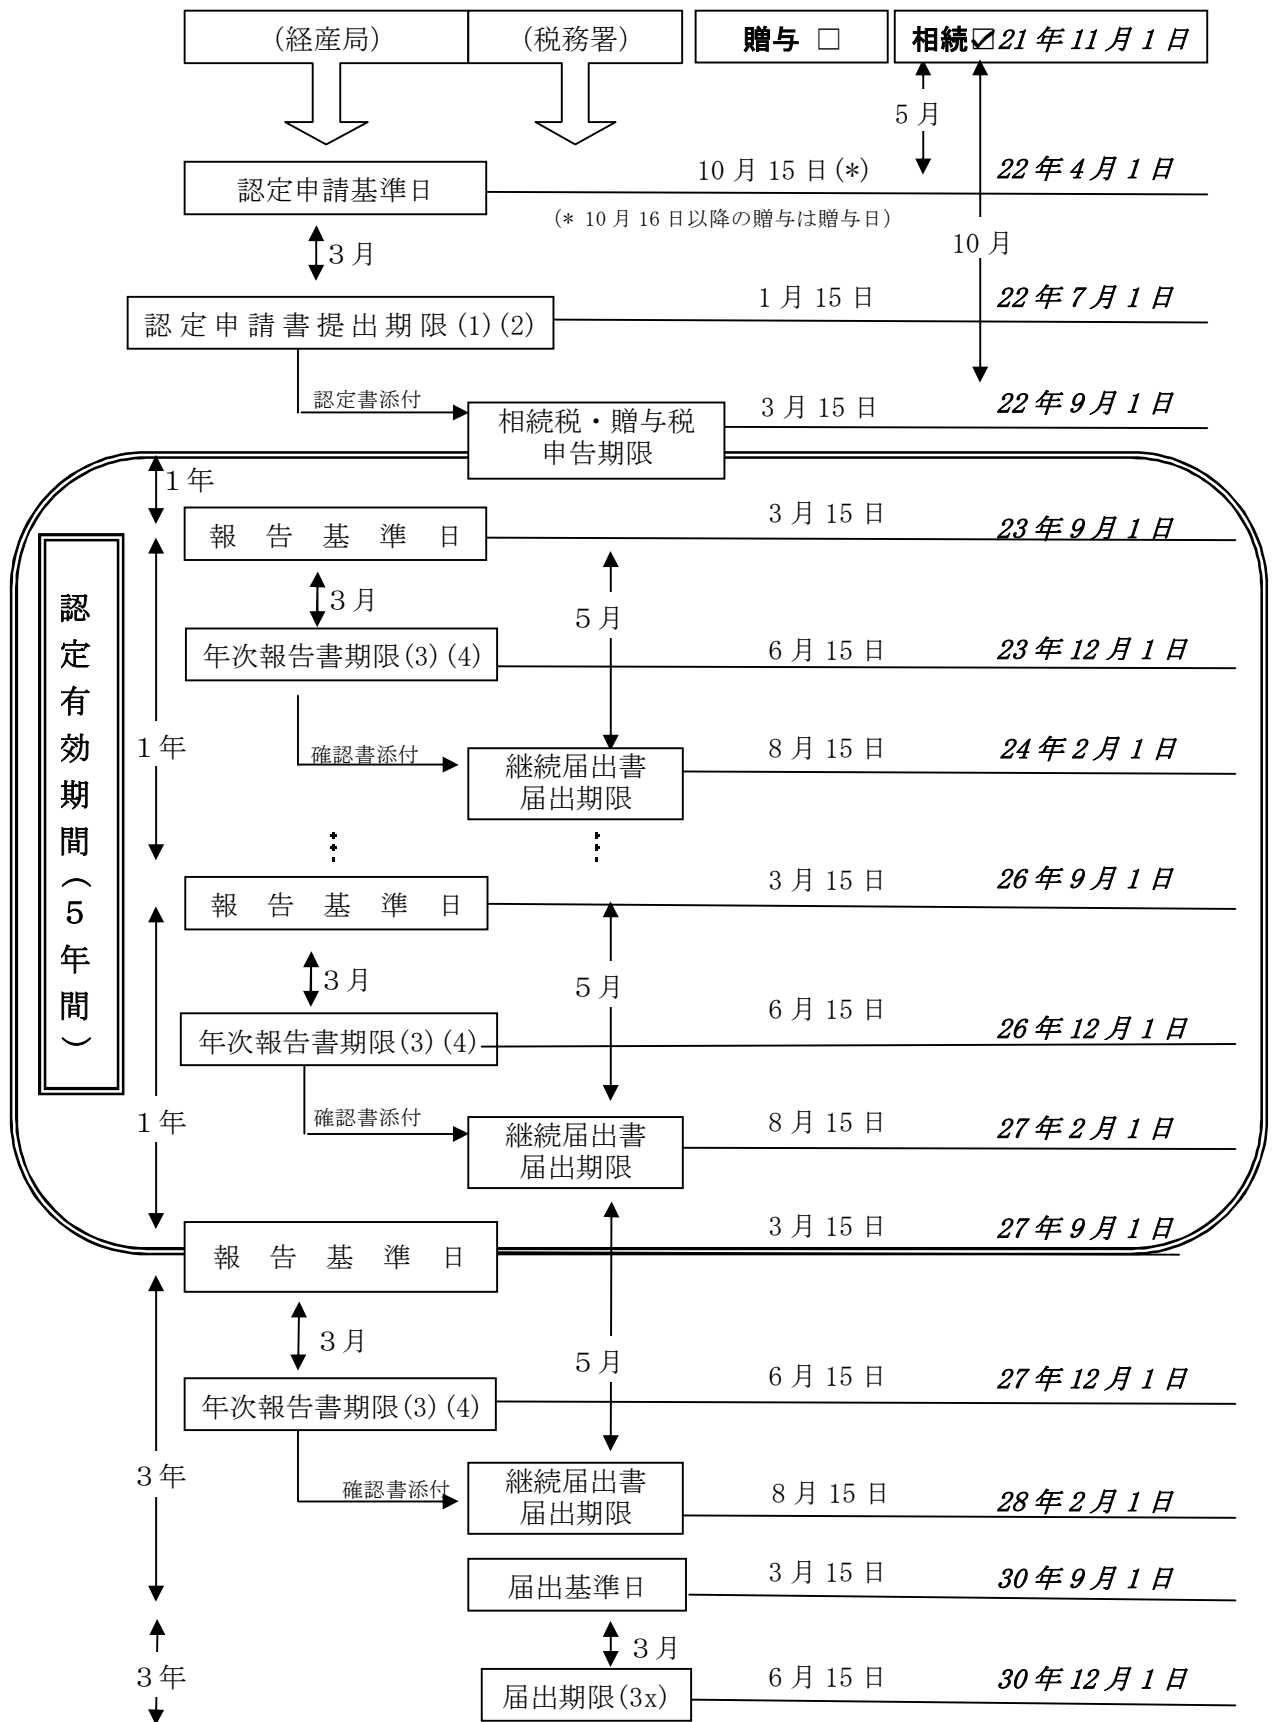 (経産局) (税務署) 贈与 □ 相続☑21年11月1日
5月
認定申請基準日 10月15日(*) 22年4月1日
(* 10月16日以降の贈与は贈与日)
3月 10月
認定申請書提出期限(1)(2) 1月15日 22年7月1日
認定書添付 相続税・贈与税 3月15日 22年9月1日
申告期限
1年
報告基準日 3月15日 23年9月1日
認定有効期間(5年間)
3月
5月
年次報告書期限(3)(4) 6月15日 23年12月1日
1年 確認書添付 継続届出書 8月15日 24年2月1日
届出期限
報告基準日 3月15日 26年9月1日
3月 5月
年次報告書期限(3)(4) 6月15日 26年12月1日
1年 確認書添付 継続届出書 8月15日 27年2月1日
届出期限
報告基準日 3月15日 27年9月1日
3月
5月
年次報告書期限(3)(4) 6月15日 27年12月1日
3年 確認書添付 継続届出書 8月15日 28年2月1日
届出期限
届出基準日 3月15日 30年9月1日
3月
3年 届出期限(3x) 6月15日 30年12月1日